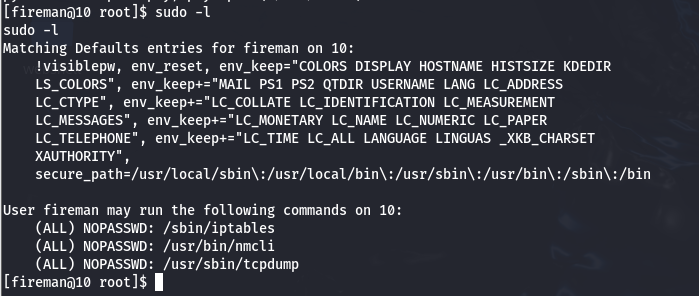 [fireman@10 root]$ sudo -l
sudo -l
Matching Defaults entries for fireman on 10:
    !visiblepw, env_reset, env_keep="COLORS DISPLAY HOSTNAME HISTSIZE KDEDIR
    LS_COLORS", env_keep+="MAIL PS1 PS2 QTDIR USERNAME LANG LC_ADDRESS
    LC_CTYPE", env_keep+="LC_COLLATE LC_IDENTIFICATION LC_MEASUREMENT
    LC_MESSAGES", env_keep+="LC_MONETARY LC_NAME LC_NUMERIC LC_PAPER
    LC_TELEPHONE", env_keep+="LC_TIME LC_ALL LANGUAGE LINGUAS _XKB_CHARSET
    XAUTHORITY",
    secure_path=/usr/local/sbin\:/usr/local/bin\:/usr/sbin\:/usr/bin\:/sbin\:/bin

User fireman may run the following commands on 10:
    (ALL) NOPASSWD: /sbin/iptables
    (ALL) NOPASSWD: /usr/bin/nmcli
    (ALL) NOPASSWD: /usr/sbin/tcpdump
[fireman@10 root]$